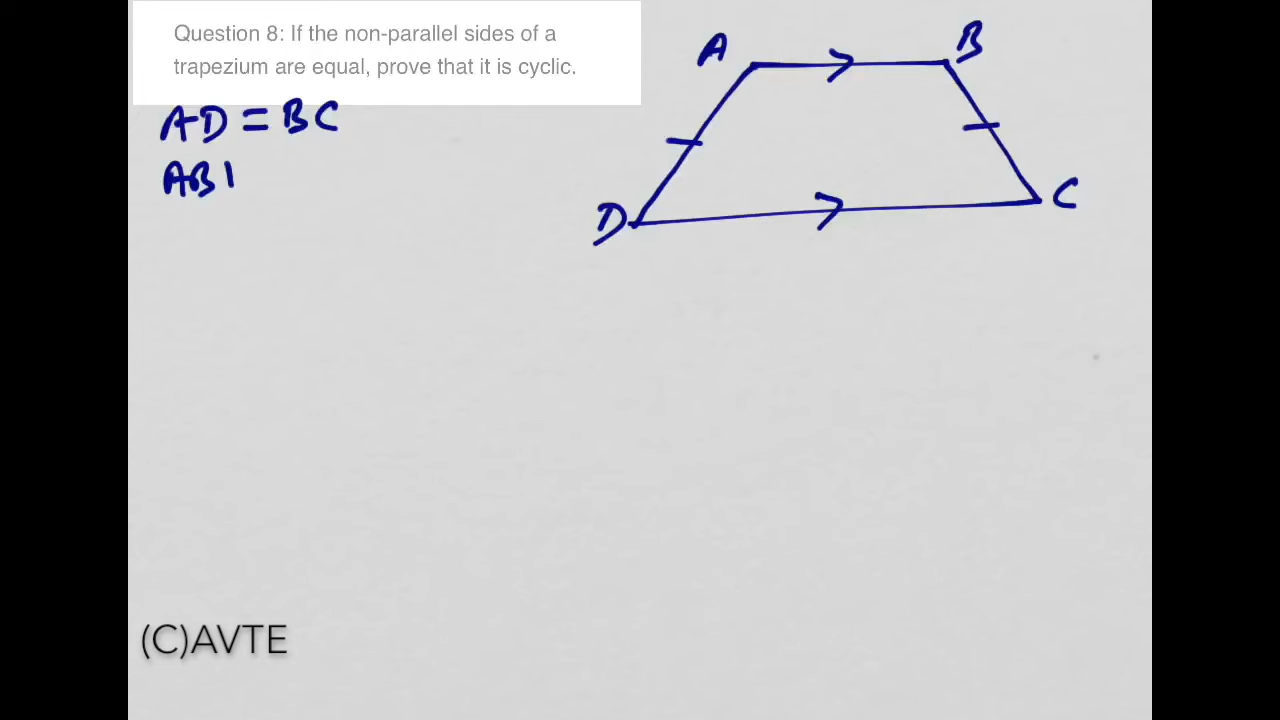 Question 8: If the non-parallel sides of a
trapezium are equal, prove that it is cyclic.
A
B
AD = BC
AB |
D
C
(C)AVTE